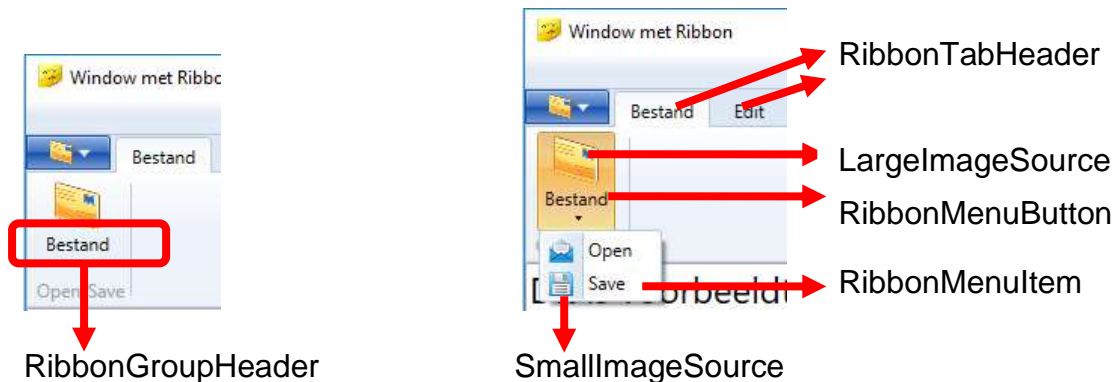 Window met Ribbo
Bestand
Bestand
Open Save
RibbonGroupHeader
Window met Ribbon
Bestand
Edit
Bestand
Open
Save
RibbonTabHeader
LargeImageSource
RibbonMenuButton
RibbonMenuItem
SmallImageSource